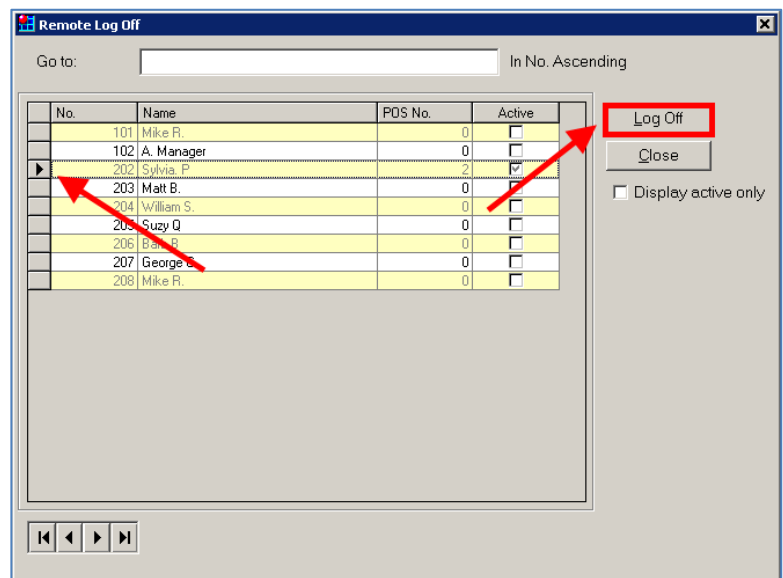 Remote Log Off
Go to: In No. Ascending
No. Name POS No. Active
101 Mike R. 0
102 A. Manager 0
202 Sylvia. P 2
203 Matt B. 0
204 William S. 0
205 Suzy Q 0
206 0
207 George 0
208 Mike R. 0
Log Off
Close
Display active only